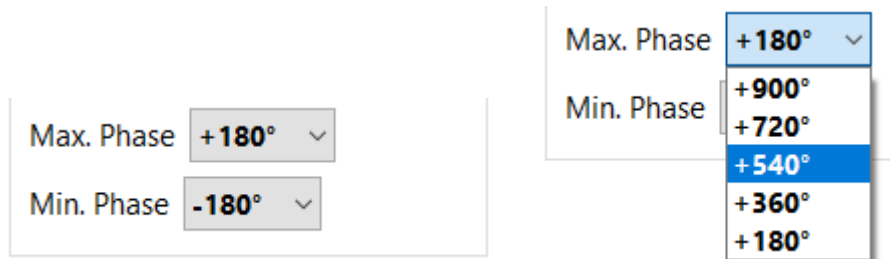 Max. Phase +180°
Min. Phase -180°
Max. Phase +180°
Min. Phase
+900°
+720°
+540°
+360°
+180°